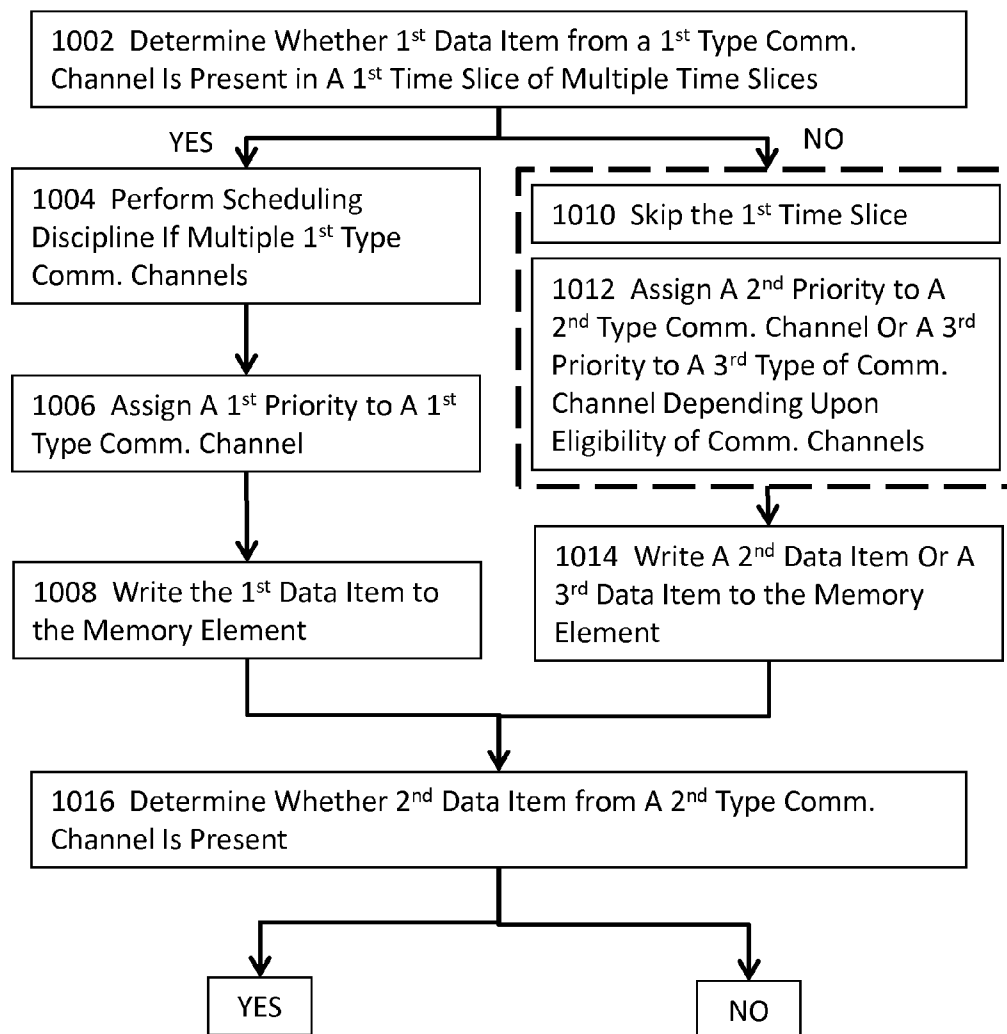 1002 Determine Whether 1st Data Item from a 1st Type Comm.
Channel Is Present in A 1st Time Slice of Multiple Time Slices
YES
NO
1004 Perform Scheduling
Discipline If Multiple 1st Type
Comm. Channels
1006 Assign A 1st Priority to A 1st
Type Comm. Channel
1008 Write the 1st Data Item to
the Memory Element
1010 Skip the 1st Time Slice
1012 Assign A 2nd Priority to A
2nd Type Comm. Channel Or A 3rd
Priority to A 3rd Type of Comm.
Channel Depending Upon
Eligibility of Comm. Channels
1014 Write A 2nd Data Item Or A
3rd Data Item to the Memory
Element
1016 Determine Whether 2nd Data Item from A 2nd Type Comm.
Channel Is Present
YES
NO